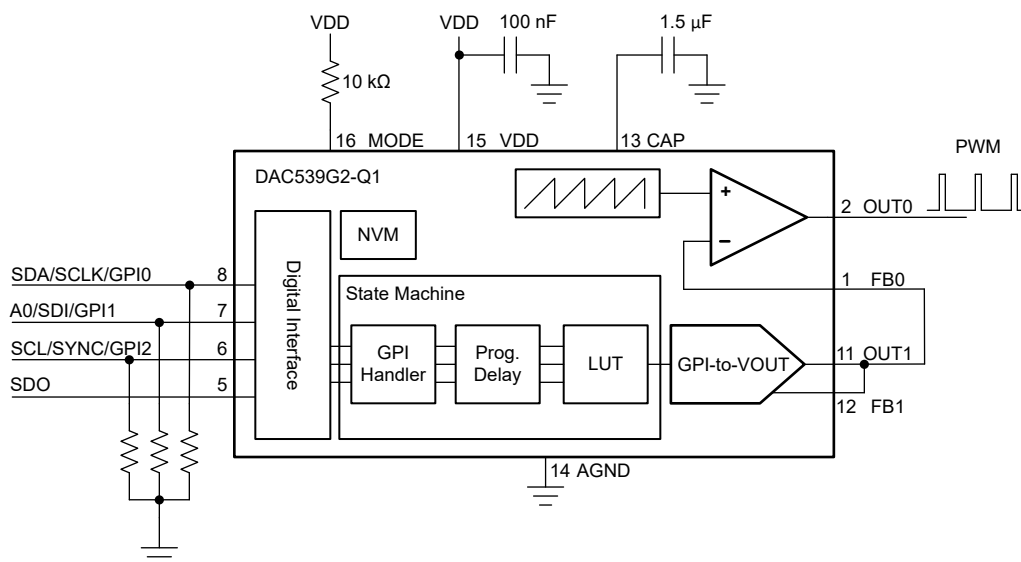 VDD
VDD
100 nF
1.5 µF
10 kΩ
16 MODE
15 VDD
13 CAP
PWM
DAC539G2-Q1
+
2 OUT0
NVM
−
SDA/SCLK/GPI0
8
1 FB0
State Machine
A0/SDI/GPI1
7
Digital Interface
SCL/SYNC/GPI2
6
GPI
Handler
Prog.
Delay
LUT
GPI-to-VOUT
11 OUT1
SDO
5
12 FB1
14 AGND